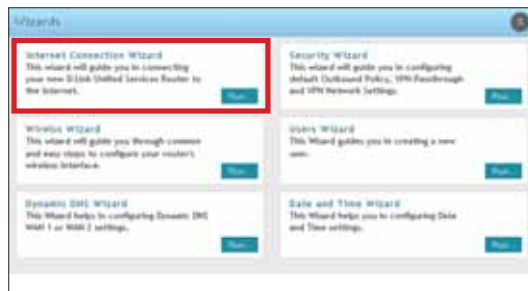 Wizards
Internet Connection Wizard
This wizard will guide you in connecting
your new D-Link Unified Services Router to
the Internet.
Run...
Security Wizard
This wizard will guide you in configuring
default Outbound Policy, VPN Passthrough
and VPN Network Settings.
Run...
Wireless Wizard
This wizard will guide you through common
and easy steps to configure your router's
wireless interface.
Run...
Users Wizard
This Wizard guides you in creating a new
user.
Run...
Dynamic DNS Wizard
This Wizard helps in configuring Dynamic DNS
WAN 1 or WAN 2 settings.
Run...
Date and Time Wizard
This Wizard helps you in configuring Date
and Time settings.
Run...